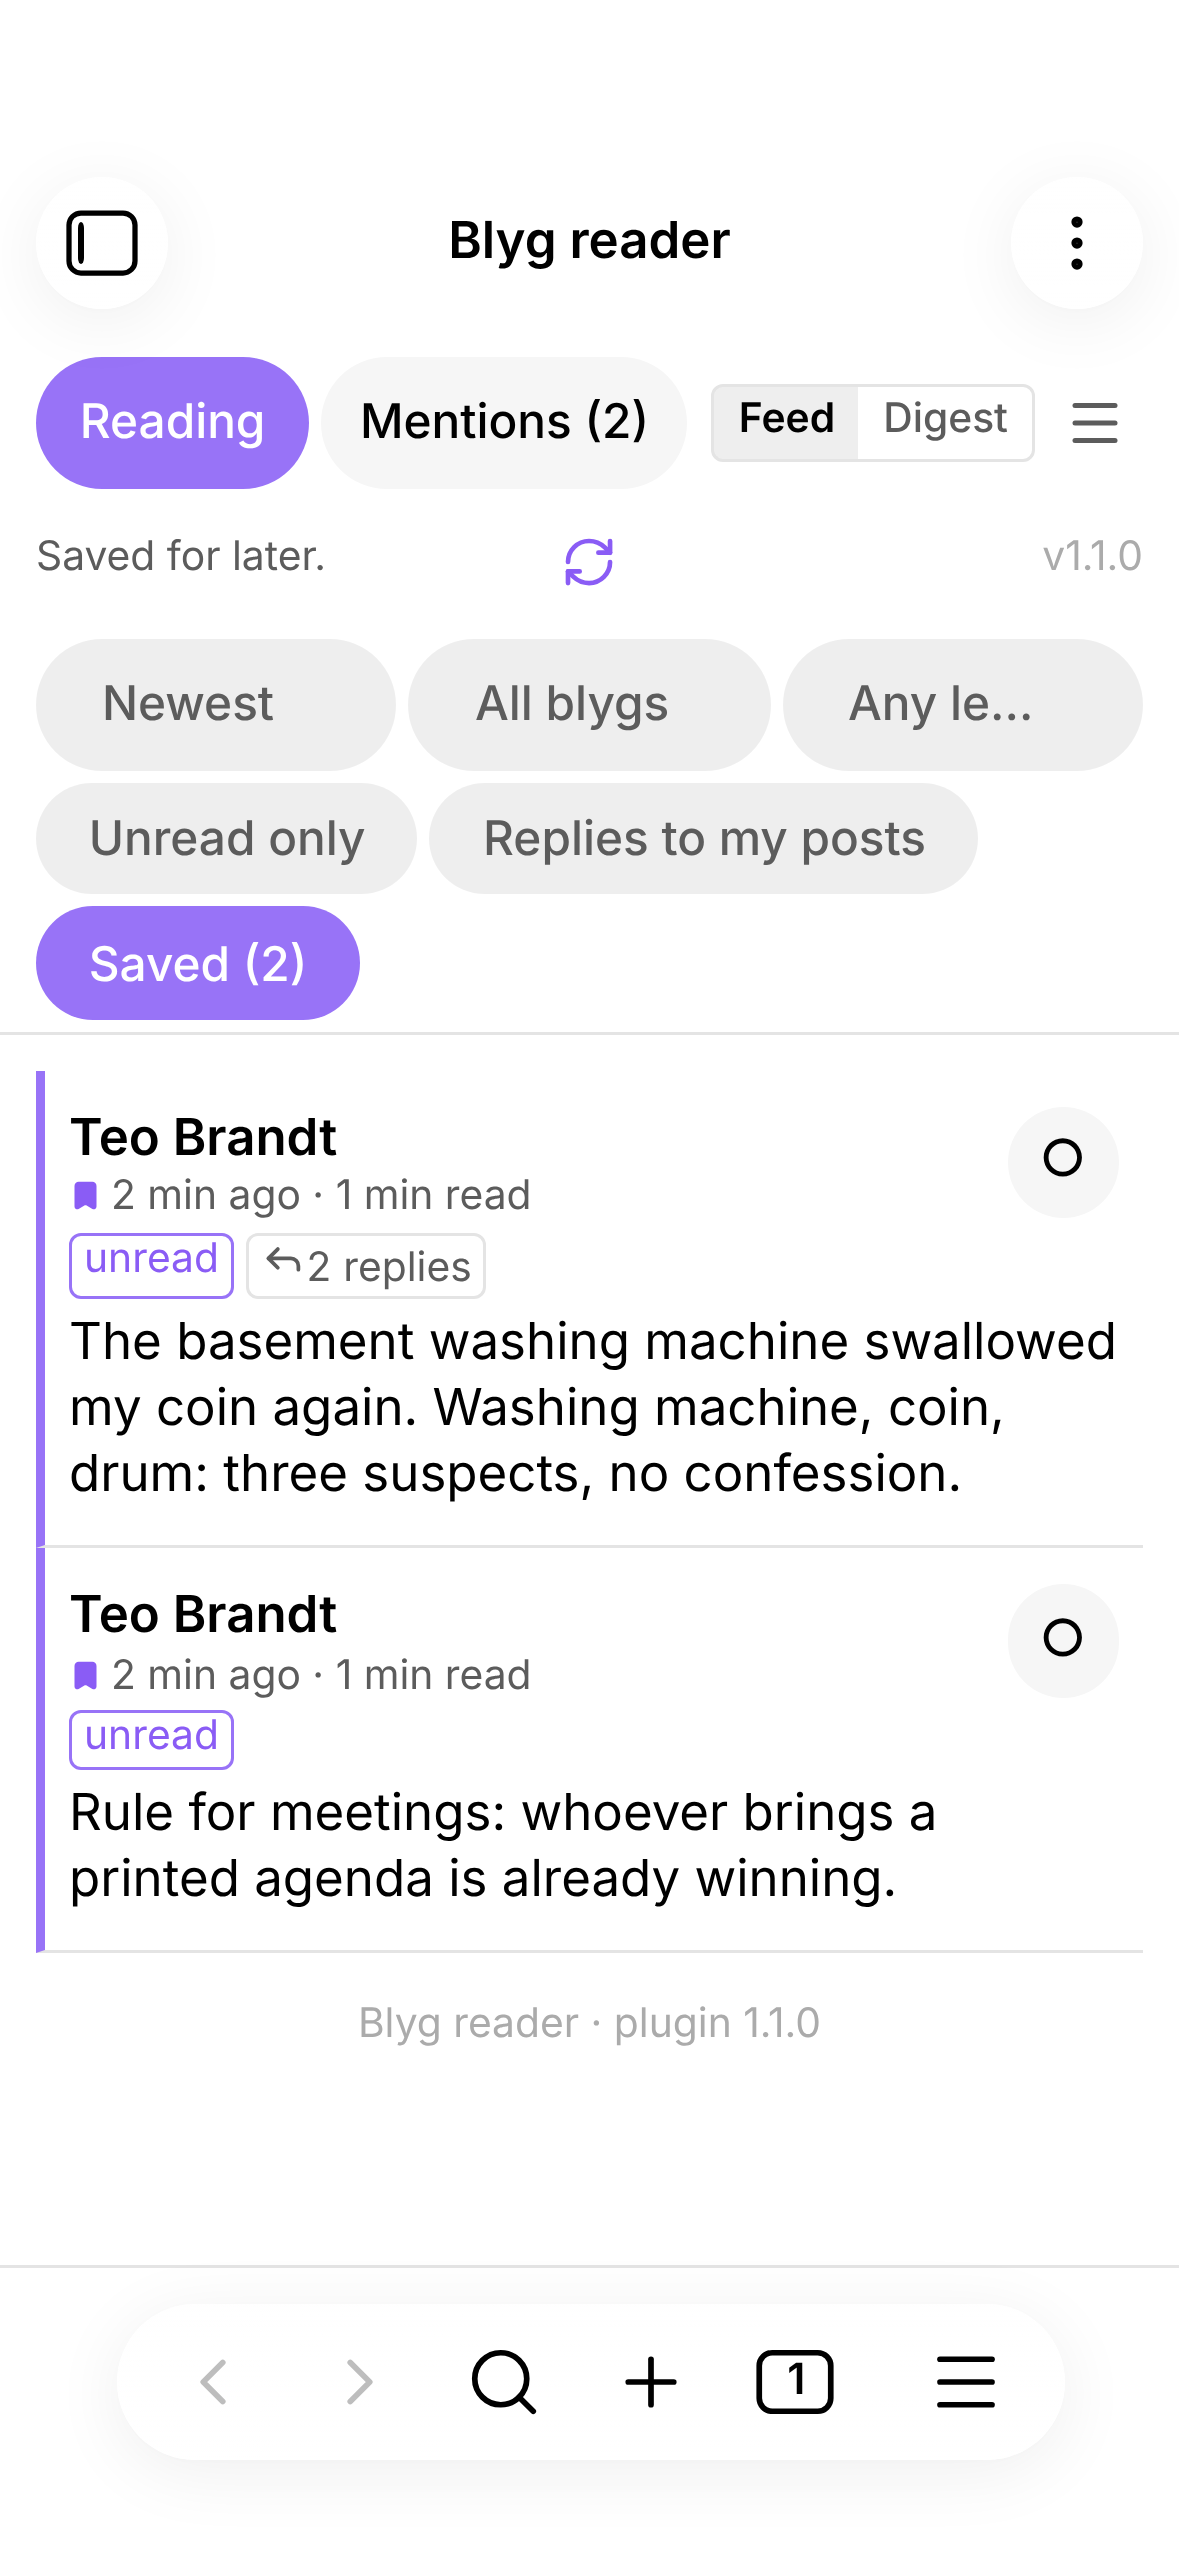 Blyg reader
Reading Mentions (2) Feed Digest
Saved for later. v1.1.0
Newest All blygs Any le...
Unread only Replies to my posts
Saved (2)
Teo Brandt
2 min ago · 1 min read
unread 2 replies
The basement washing machine swallowed
my coin again. Washing machine, coin,
drum: three suspects, no confession.
Teo Brandt
2 min ago · 1 min read
unread
Rule for meetings: whoever brings a
printed agenda is already winning.
Blyg reader · plugin 1.1.0
1